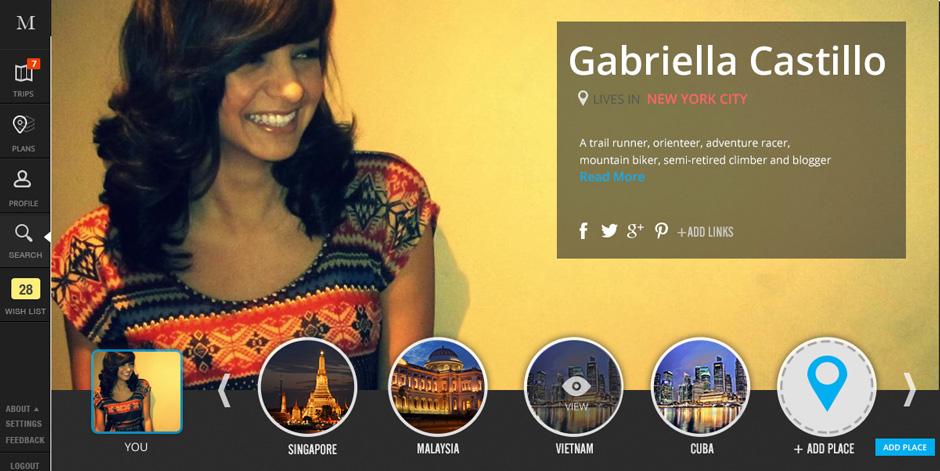 M
7
TRIPS
PLANS
PROFILE
SEARCH
28
WISH LIST
ABOUT
SETTINGS
FEEDBACK
LOGOUT
Gabriella Castillo
LIVES IN NEW YORK CITY
A trail runner, orienteer, adventure racer,
mountain biker, semi-retired climber and blogger
Read More
f g+ +ADD LINKS
YOU
SINGAPORE
MALAYSIA
VIEW
VIETNAM
CUBA
+ ADD PLACE
ADD PLACE